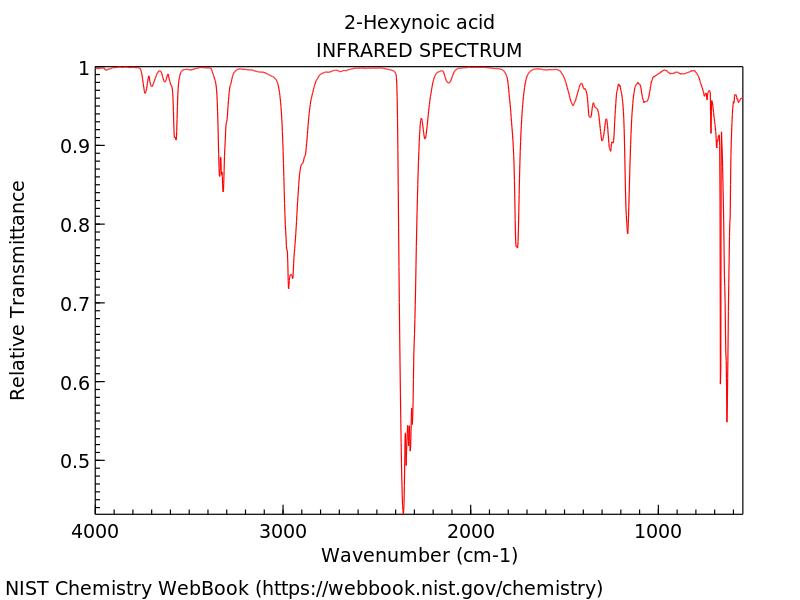 2-Hexynoic acid
INFRARED SPECTRUM
1
0.9
0.8
0.7
0.6
0.5
Relative Transmittance
4000 3000 2000 1000
Wavenumber (cm-1)
NIST Chemistry WebBook (https://webbook.nist.gov/chemistry)